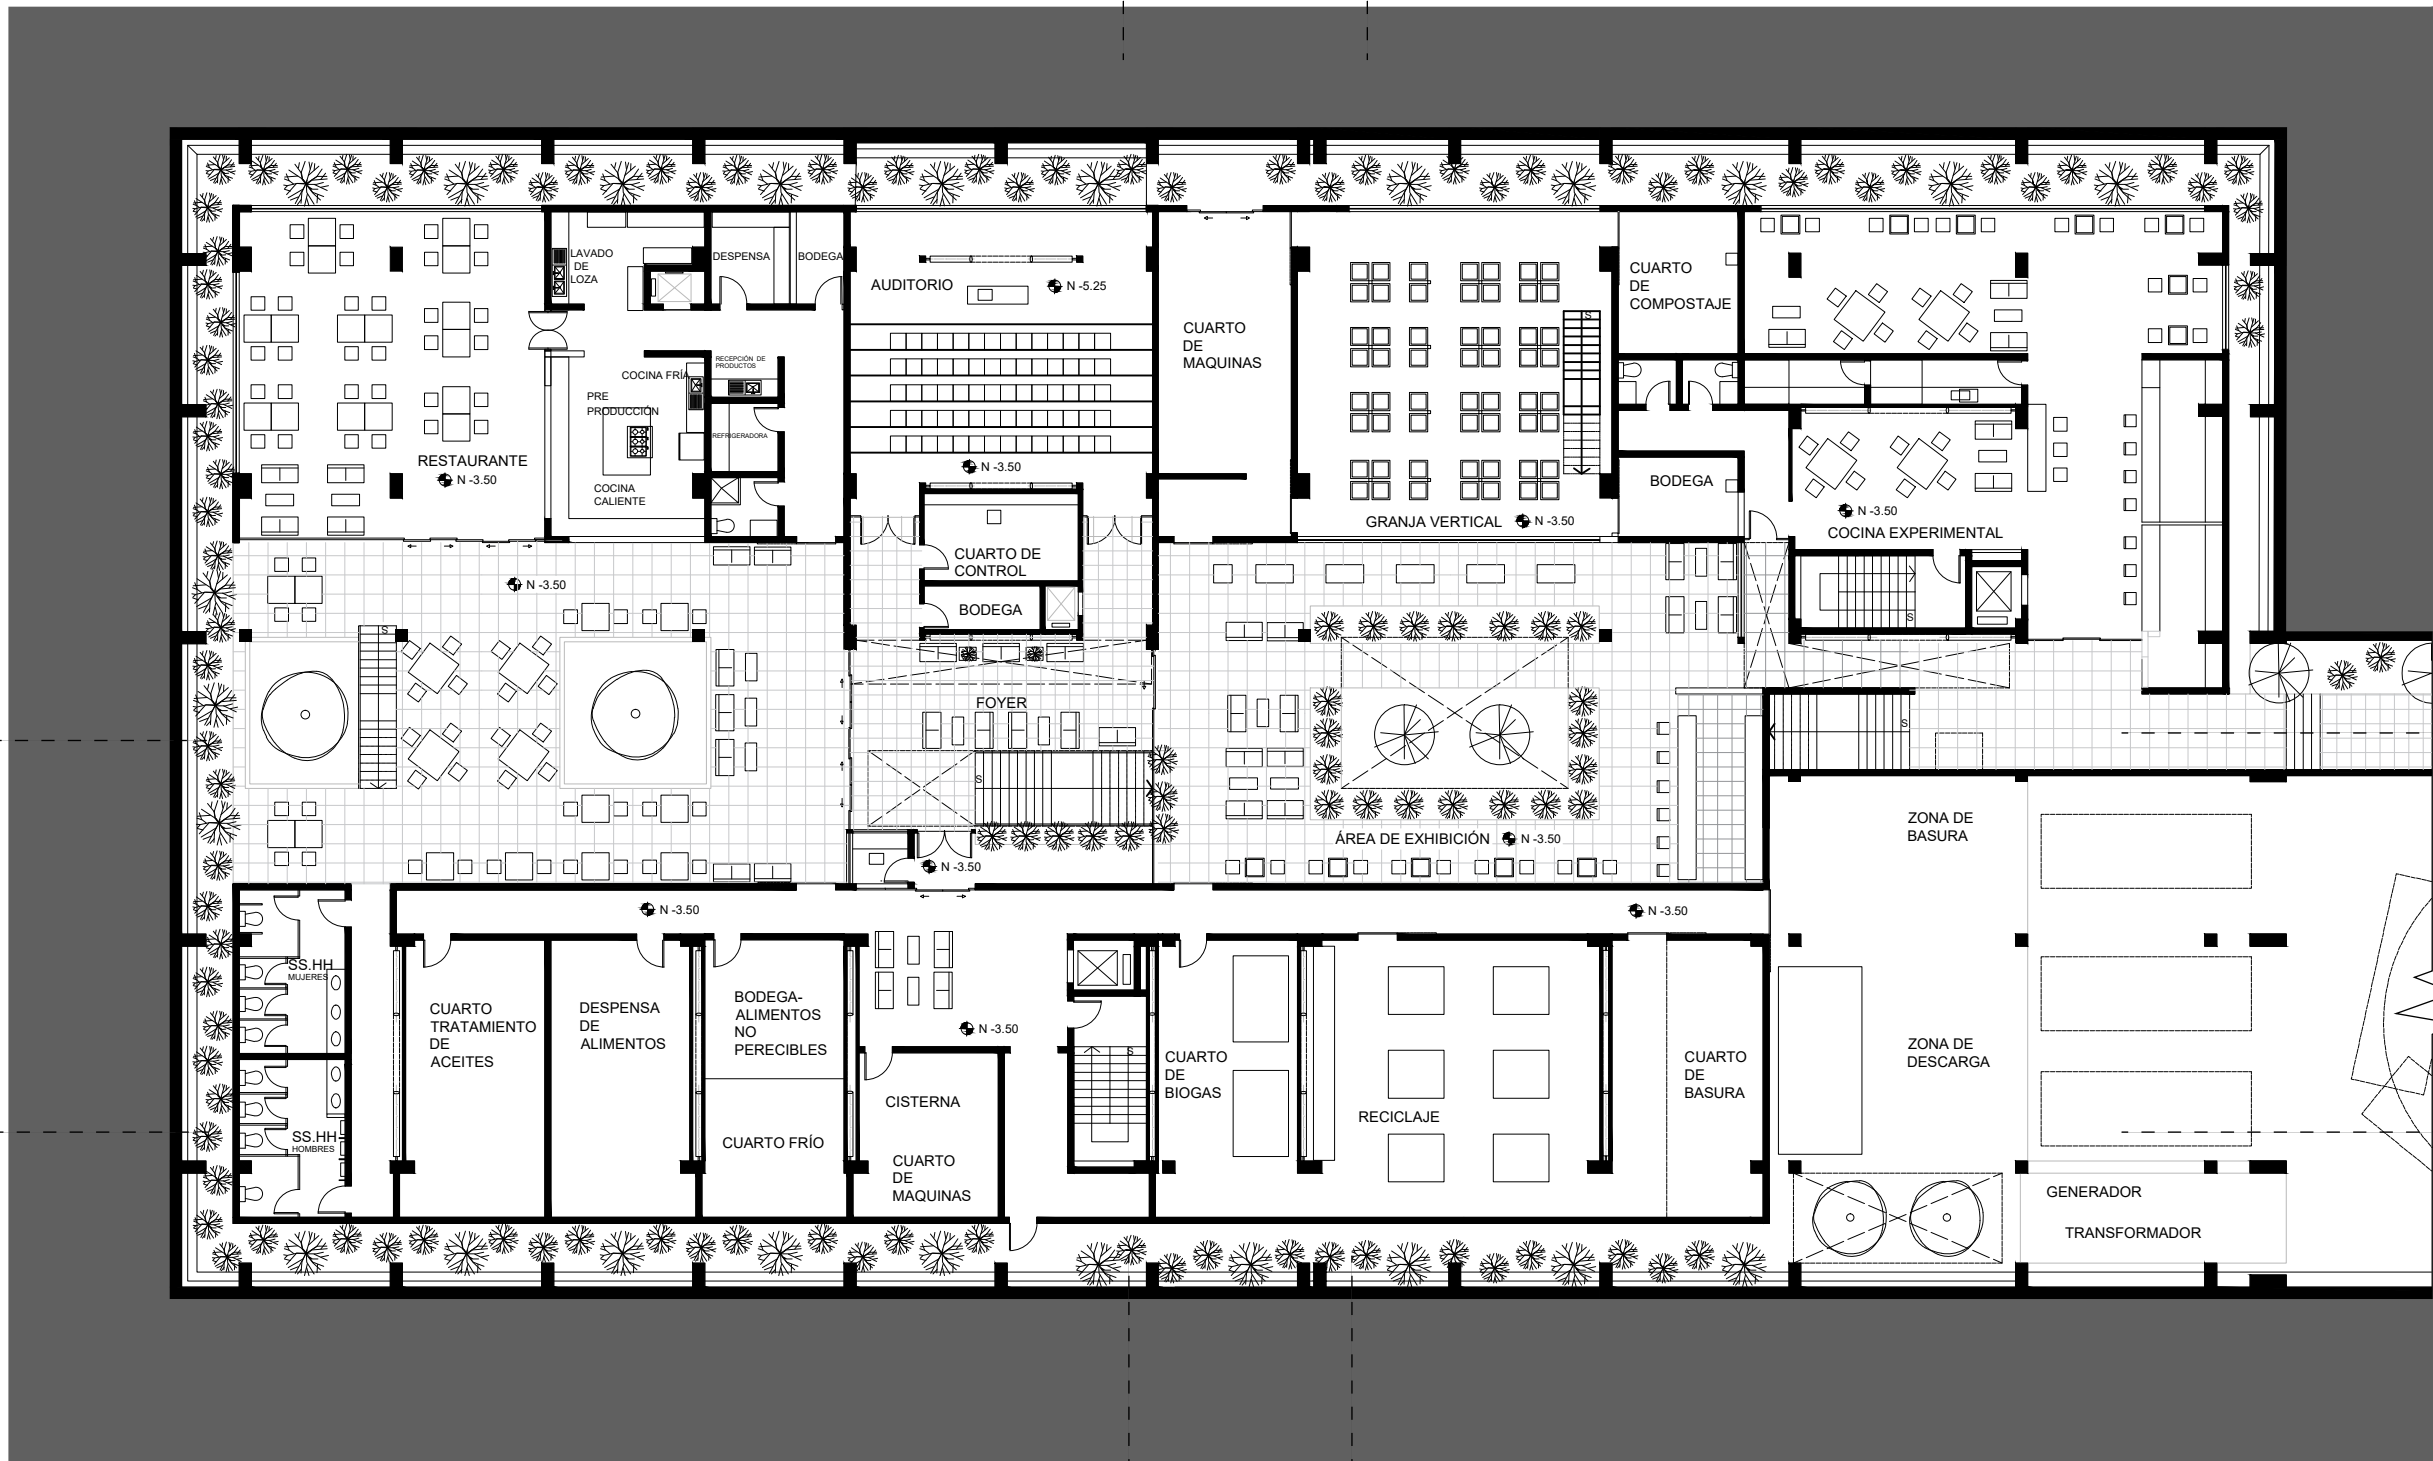 LAVADO
DE
LOZA
DESPENSA
BODEGA
AUDITORIO
N -5.25
CUARTO
DE
MAQUINAS
CUARTO
DE
COMPOSTAJE
S
RECEPCIÓN DE
PRODUCTOS
COCINA FRÍA
PRE
PRODUCCIÓN
REFRIGERADORA
RESTAURANTE
N -3.50
COCINA
CALIENTE
N -3.50
BODEGA
GRANJA VERTICAL
N -3.50
N -3.50
COCINA EXPERIMENTAL
CUARTO DE
CONTROL
N -3.50
BODEGA
S
S
FOYER
S
S
ÁREA DE EXHIBICIÓN
N -3.50
ZONA DE
BASURA
N -3.50
N -3.50
N -3.50
SS.HH
MUJERES
CUARTO
TRATAMIENTO
DE
ACEITES
DESPENSA
DE
ALIMENTOS
BODEGA-
ALIMENTOS
NO
PERECIBLES
N -3.50
S
CUARTO
DE
BIOGAS
CUARTO
DE
BASURA
ZONA DE
DESCARGA
CISTERNA
RECICLAJE
SS.HH
HOMBRES
CUARTO FRÍO
CUARTO
DE
MAQUINAS
GENERADOR
TRANSFORMADOR